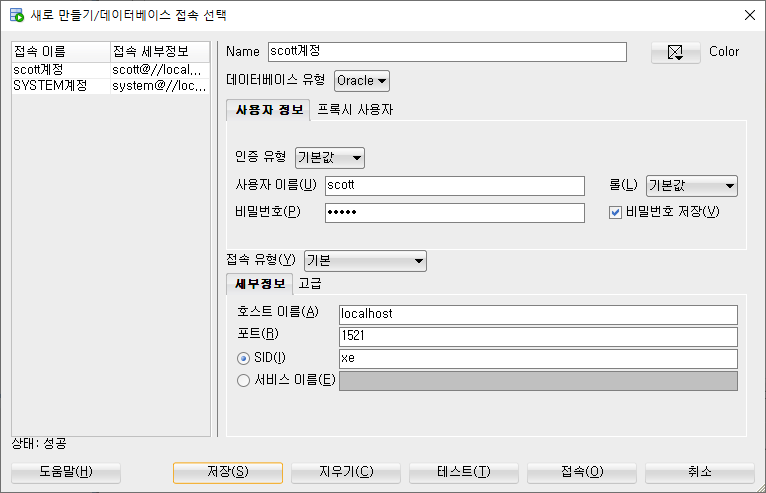 새로 만들기/데이터베이스 접속 선택
접속 이름 접속 세부정보
scott계정 scott@//local,,,
SYSTEM계정 system@//loc,,,
Name scott계정 Color
데이터베이스 유형 Oracle
사용자 정보 프록시 사용자
인증 유형 기본값
사용자 이름(U) scott 롤(L) 기본값
비밀번호(P) ••••• 비밀번호 저장(V)
접속 유형(Y) 기본
세부정보 고급
호스트 이름(A) localhost
포트(R) 1521
SID(I) xe
서비스 이름(E)
상태: 성공
도움말(H) 저장(S) 지우기(C) 테스트(T) 접속(O) 취소